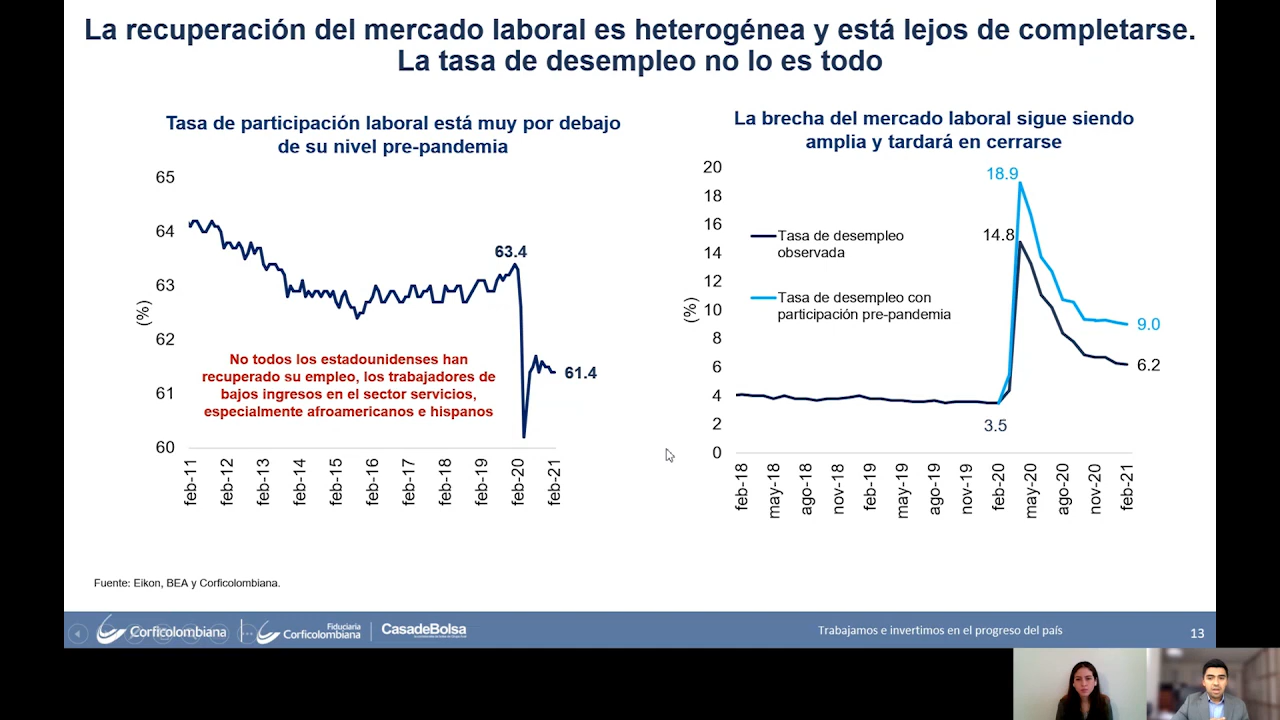 La recuperación del mercado laboral es heterogénea y está lejos de completarse.
La tasa de desempleo no lo es todo
Tasa de participación laboral está muy por debajo
de su nivel pre-pandemia
65
64
63
62
61
60
(%)
63.4
61.4
No todos los estadounidenses han
recuperado su empleo, los trabajadores de
bajos ingresos en el sector servicios,
especialmente afroamericanos e hispanos
feb-11
feb-12
feb-13
feb-14
feb-15
feb-16
feb-17
feb-18
feb-19
feb-20
feb-21
La brecha del mercado laboral sigue siendo
amplia y tardará en cerrarse
20
18
16
14
12
10
8
6
4
2
0
(%)
Tasa de desempleo
observada
Tasa de desempleo con
participación pre-pandemia
18.9
14.8
9.0
6.2
3.5
feb-18
may-18
ago-18
nov-18
feb-19
may-19
ago-19
nov-19
feb-20
may-20
ago-20
nov-20
feb-21
Fuente: Eikon, BEA y Corficolombiana.
Corficolombiana
Fiduciaria
Corficolombiana
CasadeBolsa
Trabajamos e invertimos en el progreso del país
13